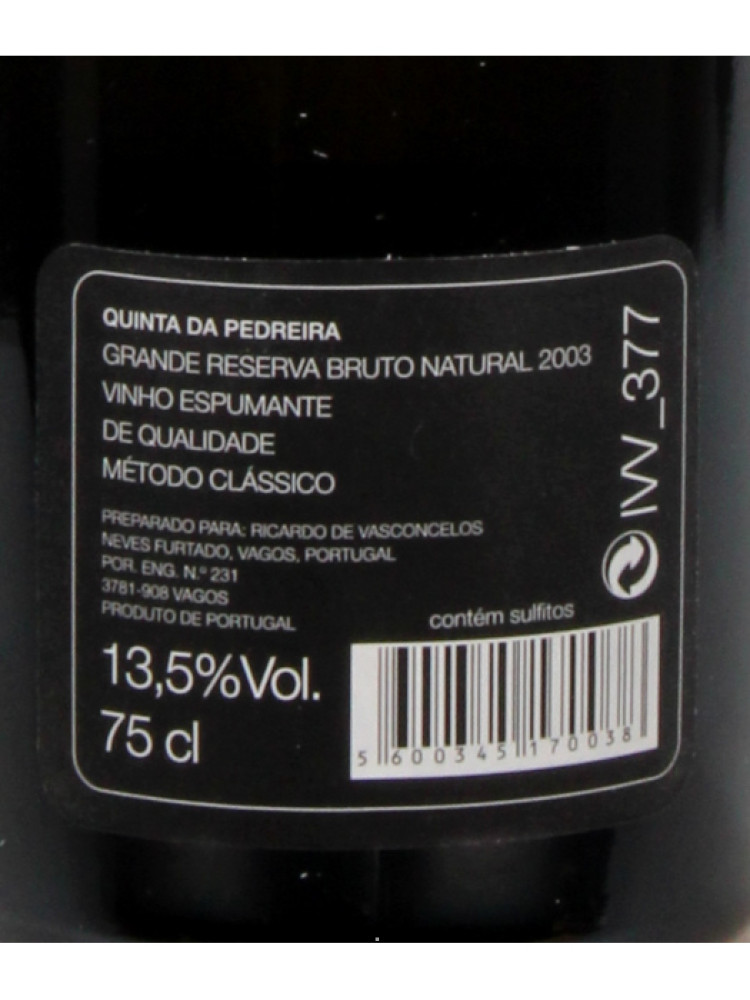 QUINTA DA PEDREIRA
GRANDE RESERVA BRUTO NATURAL 2003
VINHO ESPUMANTE
DE QUALIDADE
MÉTODO CLÁSSICO
PREPARADO PARA: RICARDO DE VASCONCELOS
NEVES FURTADO, VAGOS, PORTUGAL
POR. ENG. N.º 231
3781-908 VAGOS
PRODUTO DE PORTUGAL
13,5%Vol.
75 cl
contém sulfitos
5 600345 170038
IVV_377